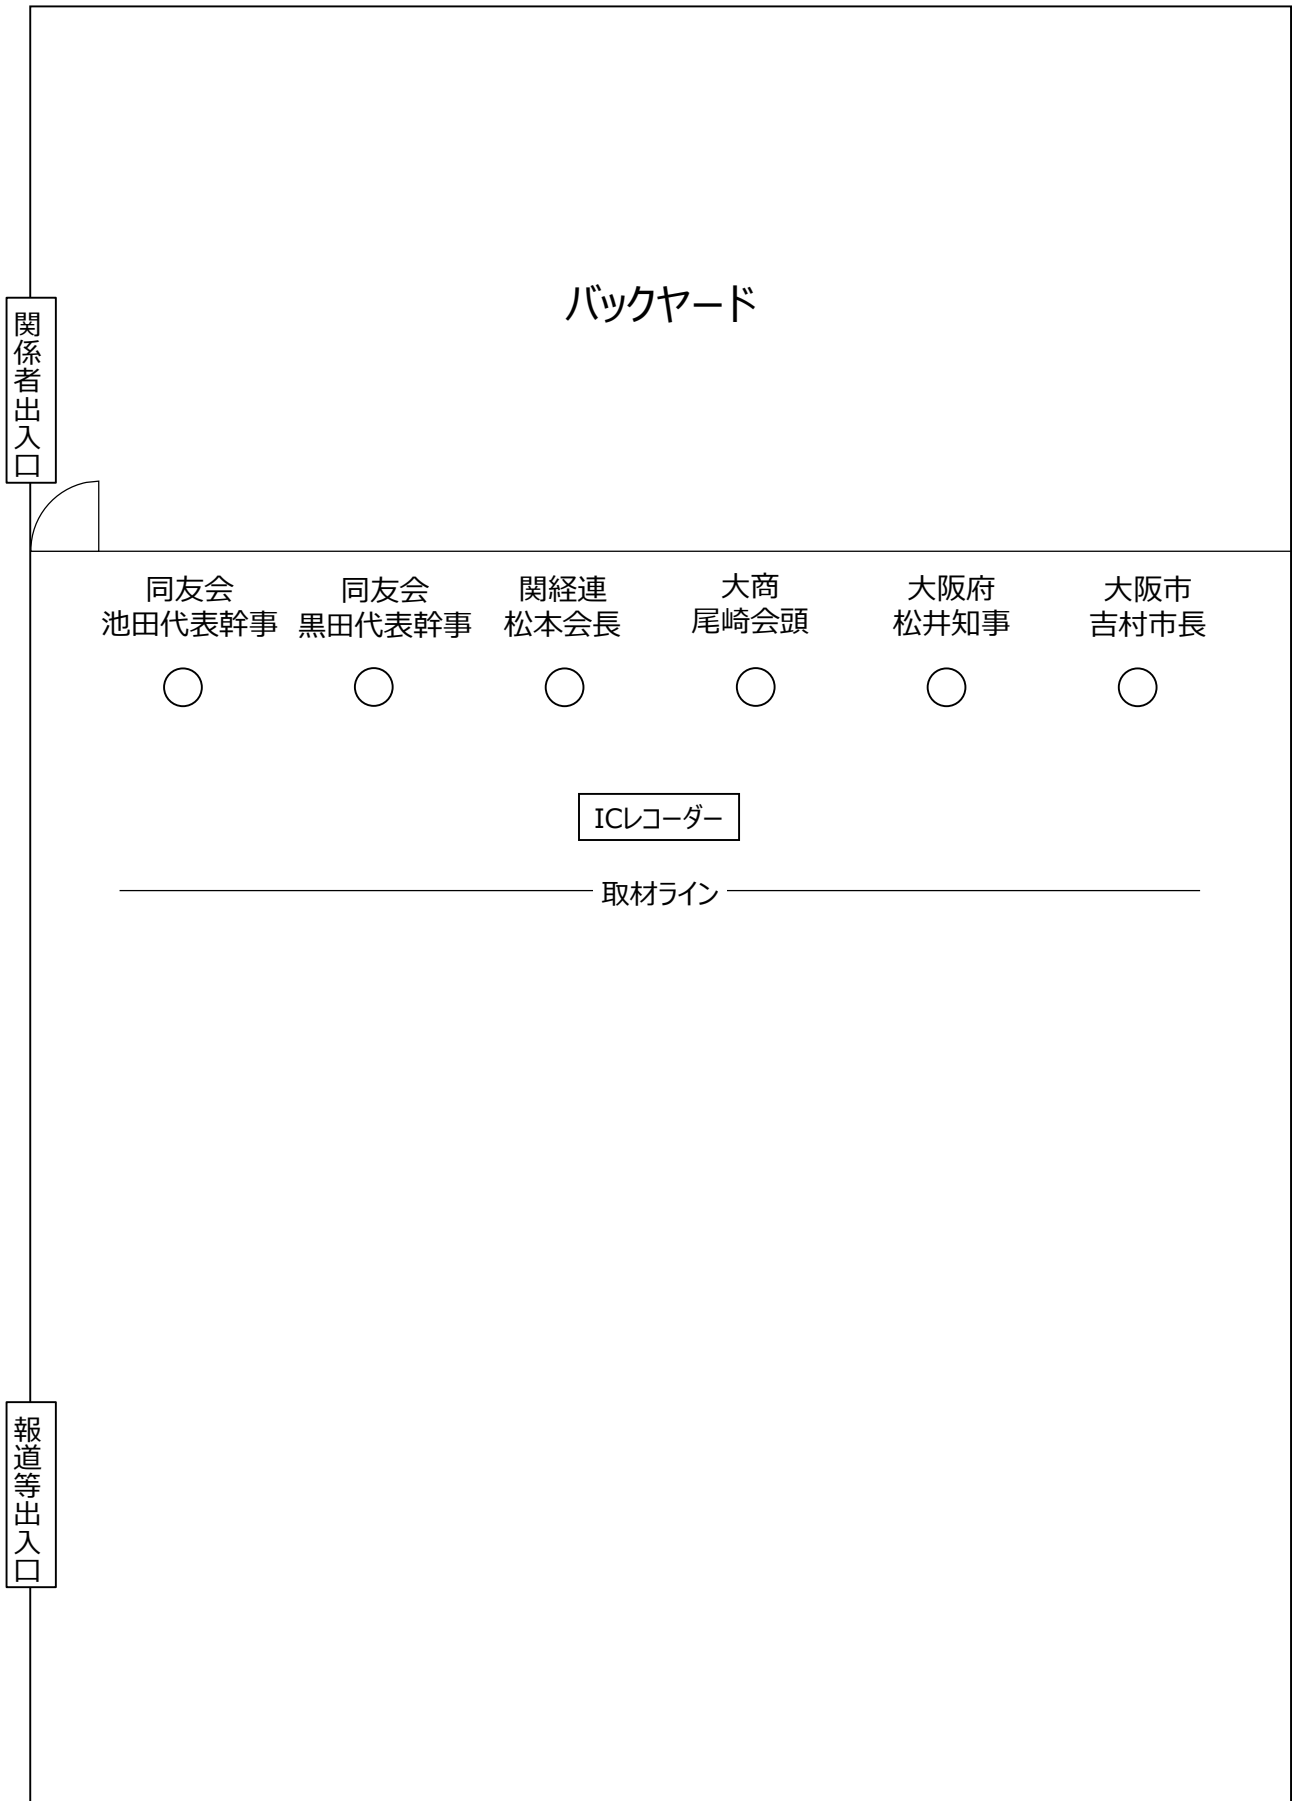 バックヤード
関係者出入口
同友会
池田代表幹事
同友会
黒田代表幹事
関経連
松本会長
大商
尾崎会頭
大阪府
松井知事
大阪市
吉村市長
ICレコーダー
取材ライン
報道等出入口